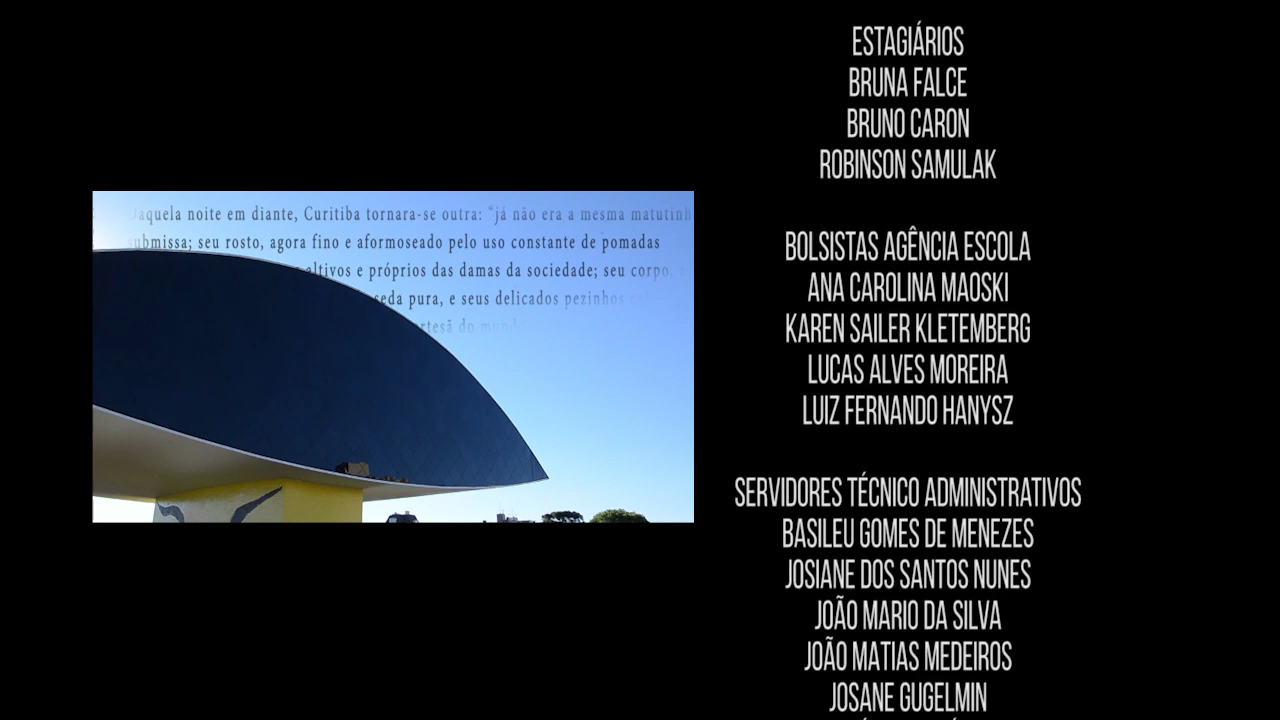 Daquela noite em diante, Curitiba tornara-se outra: “já não era a mesma matutinh
submissa; seu rosto, agora fino e aformoseado pelo uso constante de pomadas
altivos e próprios das damas da sociedade; seu corpo,
seda pura, e seus delicados pezinhos
do mundo
ESTAGIÁRIOS
BRUNA FALCE
BRUNO CARON
ROBINSON SAMULAK
BOLSISTAS AGÊNCIA ESCOLA
ANA CAROLINA MAOSKI
KAREN SAILER KLETEMBERG
LUCAS ALVES MOREIRA
LUIZ FERNANDO HANYSZ
SERVIDORES TÉCNICO ADMINISTRATIVOS
BASILEU GOMES DE MENEZES
JOSIANE DOS SANTOS NUNES
JOÃO MARIO DA SILVA
JOÃO MATIAS MEDEIROS
JOSANE GUGELMIN